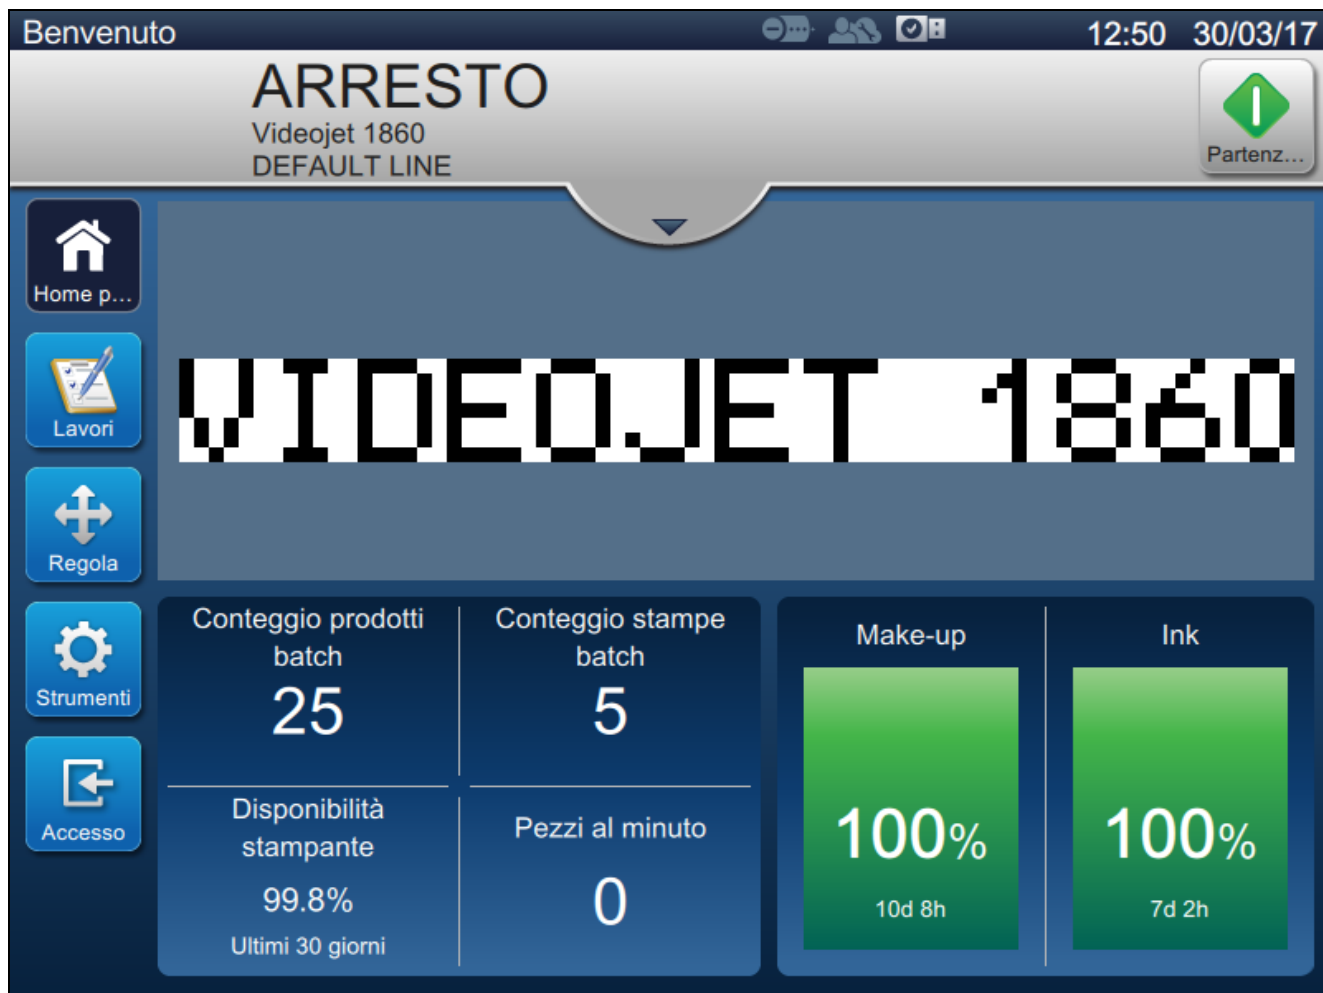 Benvenuto
12:50 30/03/17
ARRESTO
Videojet 1860
DEFAULT LINE
Partenz...
Home p...
Lavori
Regola
Strumenti
Accesso
VIDEOJET 1860
Conteggio prodotti
batch
25
Conteggio stampe
batch
5
Disponibilità
stampante
99.8%
Ultimi 30 giorni
Pezzi al minuto
0
Make-up
100%
10d 8h
Ink
100%
7d 2h